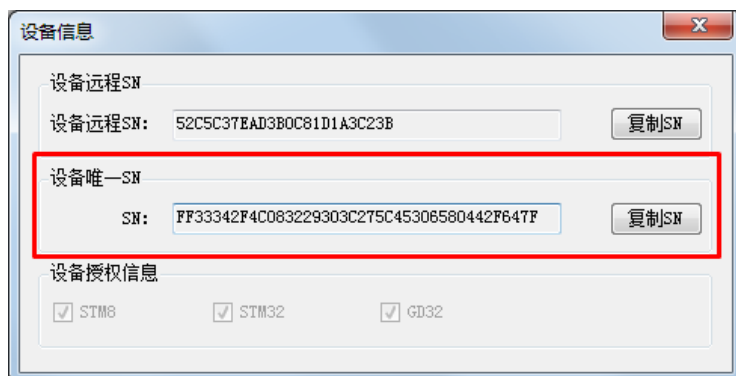 设备信息
设备远程SN
设备远程SN: 52C5C37EAD3B0C81D1A3C23B 复制SN
设备唯一SN
SN: FF33342F4C083229303C275C45306580442F647F 复制SN
设备授权信息
STM8 STM32 GD32